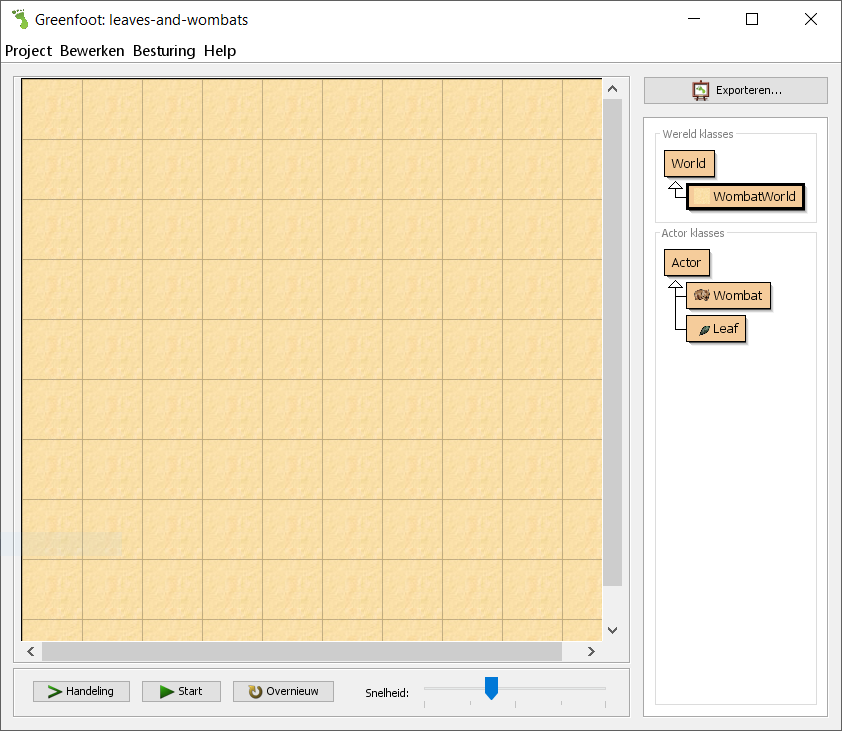 Greenfoot: leaves-and-wombats
Project Bewerken Besturing Help
Exporteren...
Wereld klasses
World
WombatWorld
Actor klasses
Actor
Wombat
Leaf
Handeling
Start
Overnieuw
Snelheid: